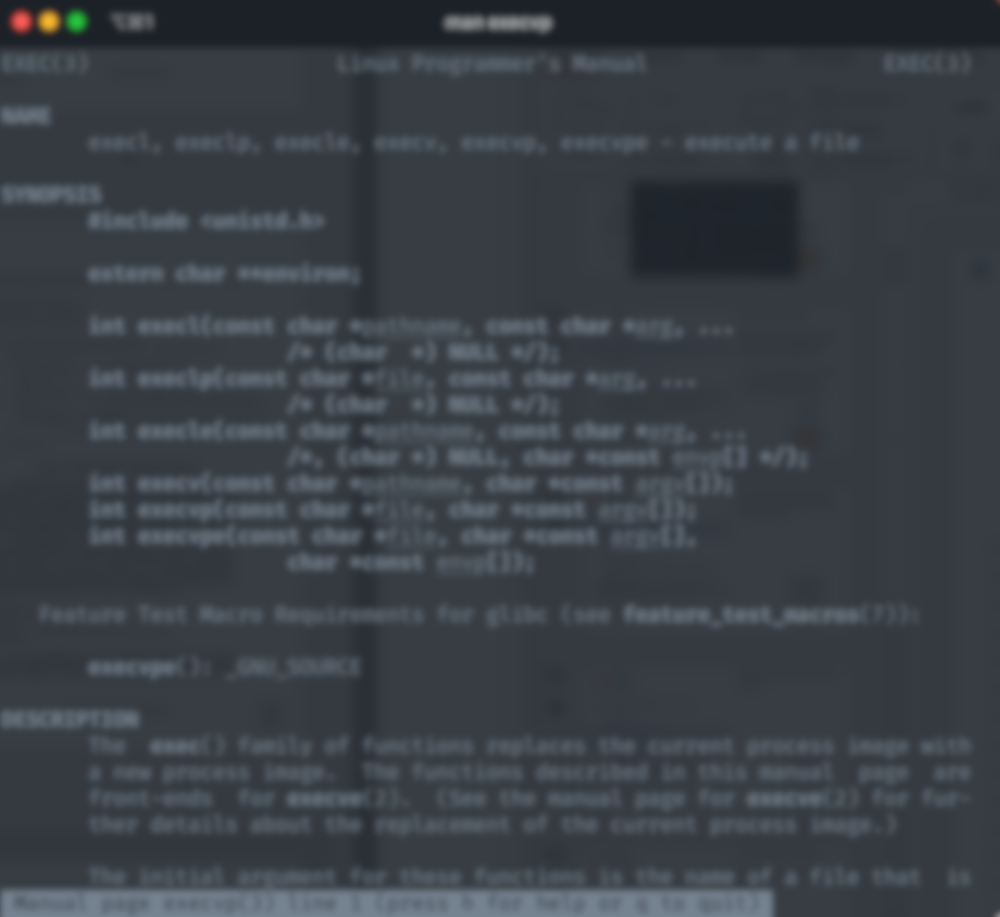 ⌥⌘1 man execvp
EXEC(3) Linux Programmer's Manual EXEC(3)
NAME
execl, execlp, execle, execv, execvp, execvpe - execute a file
SYNOPSIS
#include <unistd.h>
extern char **environ;
int execl(const char *pathname, const char *arg, ...
/* (char  *) NULL */);
int execlp(const char *file, const char *arg, ...
/* (char  *) NULL */);
int execle(const char *pathname, const char *arg, ...
/*, (char *) NULL, char *const envp[] */);
int execv(const char *pathname, char *const argv[]);
int execvp(const char *file, char *const argv[]);
int execvpe(const char *file, char *const argv[],
char *const envp[]);
Feature Test Macro Requirements for glibc (see feature_test_macros(7)):
execvpe(): _GNU_SOURCE
DESCRIPTION
The  exec() family of functions replaces the current process image with
a new process image.  The functions described in this manual  page  are
front-ends  for execve(2).  (See the manual page for execve(2) for fur-
ther details about the replacement of the current process image.)
The initial argument for these functions is the name of a file that  is
Manual page execvp(3) line 1 (press h for help or q to quit)